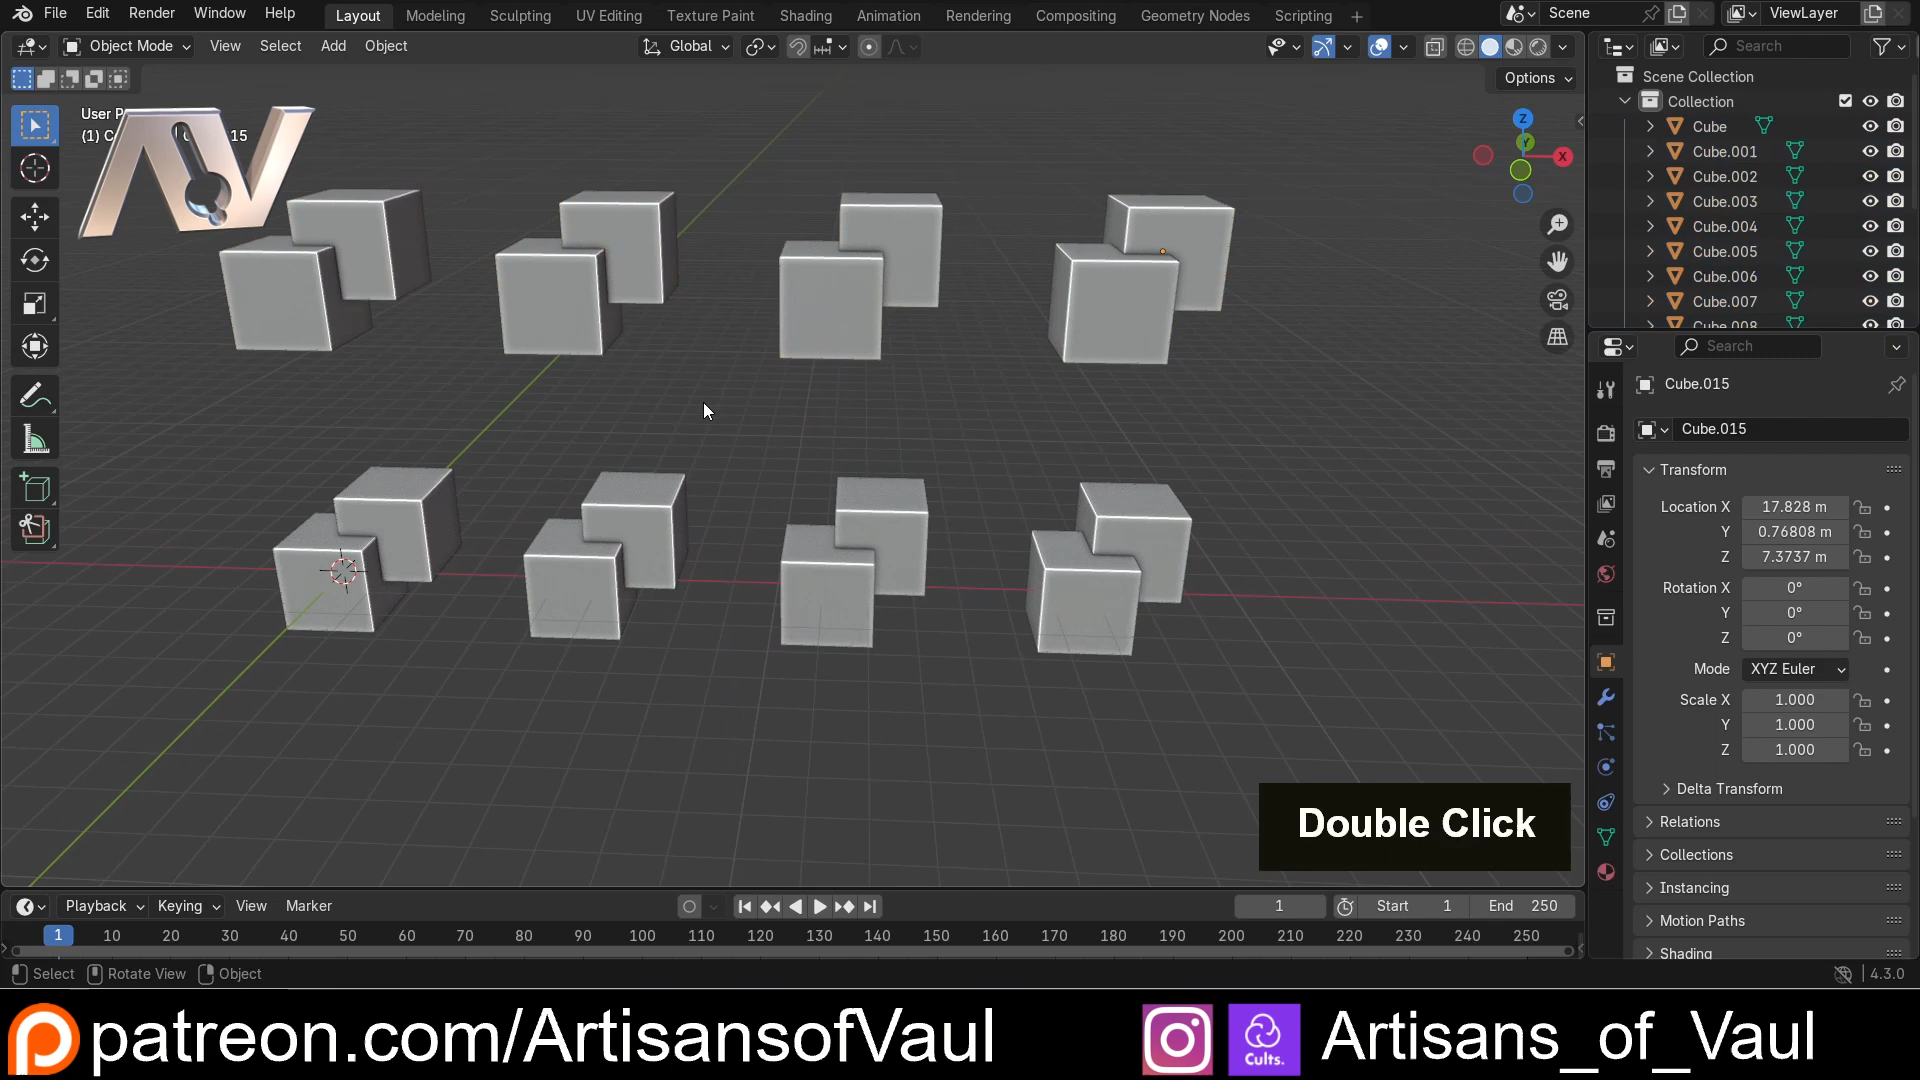 File Edit Render Window Help Layout Modeling Sculpting UV Editing Texture Paint Shading Animation Rendering Compositing Geometry Nodes Scripting + Scene ViewLayer
Object Mode View Select Add Object Global Search
Options
User P
(1) C 15
Z
Y
X
Scene Collection
Collection
Cube
Cube.001
Cube.002
Cube.003
Cube.004
Cube.005
Cube.006
Cube.007
Cube.008
Search
Cube.015
Cube.015
Transform
Location X 17.828 m
Y 0.76808 m
Z 7.3737 m
Rotation X 0°
Y 0°
Z 0°
Mode XYZ Euler
Scale X 1.000
Y 1.000
Z 1.000
Delta Transform
Relations
Collections
Instancing
Motion Paths
Shading
Double Click
Playback Keying View Marker 1 Start 1 End 250
1 10 20 30 40 50 60 70 80 90 100 110 120 130 140 150 160 170 180 190 200 210 220 230 240 250
Select Rotate View Object 4.3.0
patreon.com/ArtisansofVaul Cults. Artisans_of_Vaul